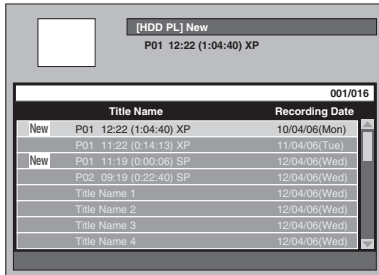 [HDD PL] New
P01 12:22 (1:04:40) XP
001/016
Title Name Recording Date
New P01 12:22 (1:04:40) XP 10/04/06(Mon)
P01 11:22 (0:14:13) XP 11/04/06(Tue)
New P01 11:19 (0:00:06) SP 12/04/06(Wed)
P02 09:19 (0:22:40) SP 12/04/06(Wed)
Title Name 1 12/04/06(Wed)
Title Name 2 12/04/06(Wed)
Title Name 3 12/04/06(Wed)
Title Name 4 12/04/06(Wed)